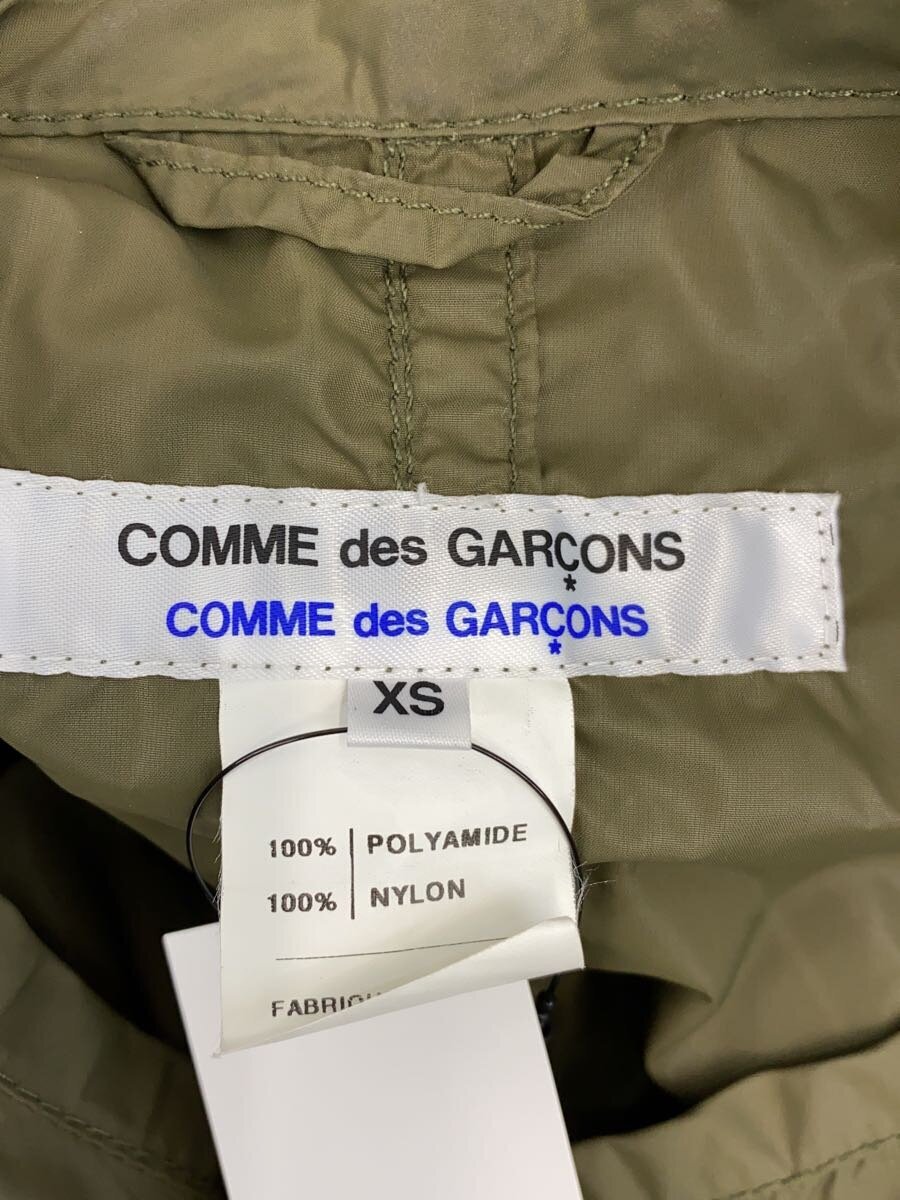 COMME des GARÇONS
COMME des GARÇONS
XS
100% | POLYAMIDE
100% | NYLON